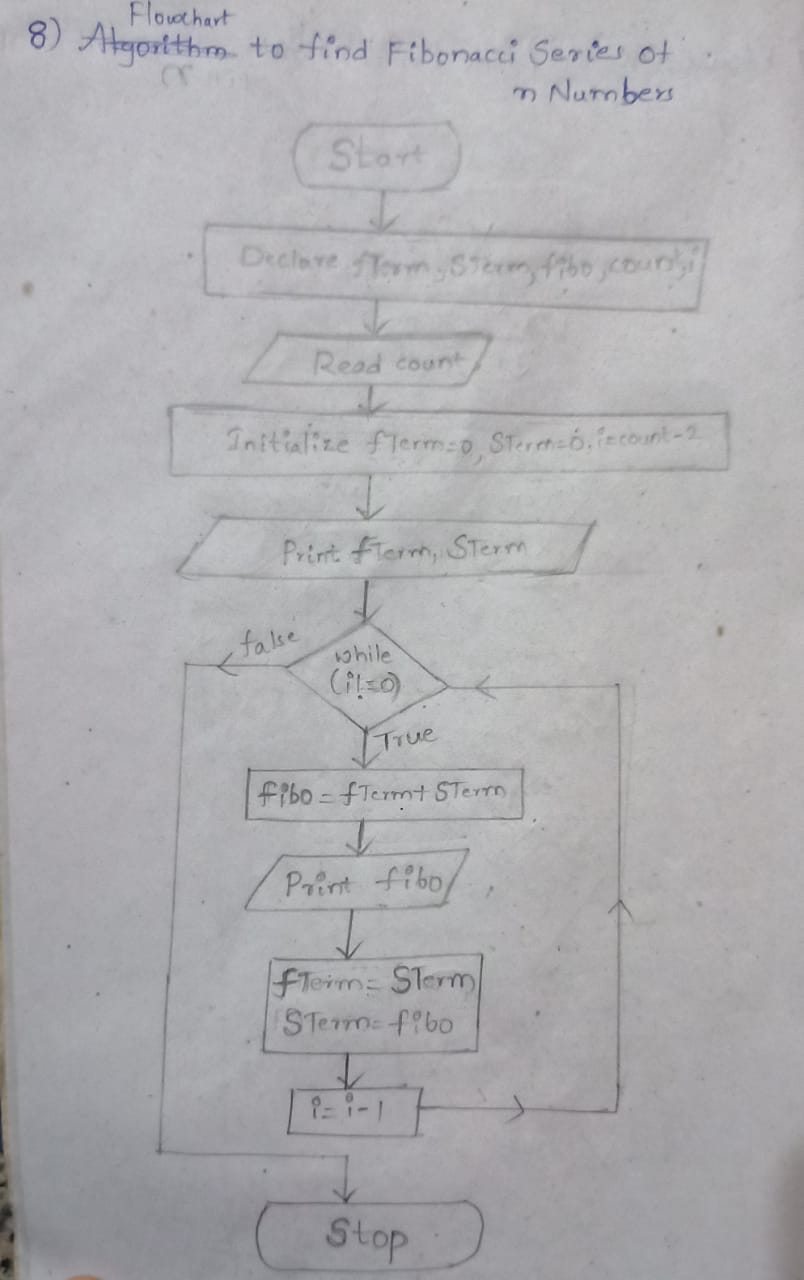 Flowchart
8) Algorithm to find Fibonacci Series of
n Numbers
Start
Declare fTerm, STerm, fibo, count, i
Read count
Initialize fTerm=0, STerm=0, i=count-2
Print fTerm, STerm
false
while
(i!=0)
True
fibo = fTerm+ STerm
Print fibo
fTerm= STerm
STerm= fibo
i= i-1
Stop